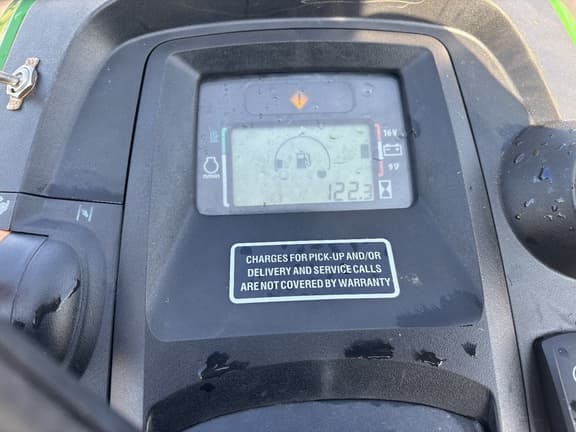 16V
9V
122.3
CHARGES FOR PICK-UP AND/OR
DELIVERY AND SERVICE CALLS
ARE NOT COVERED BY WARRANTY